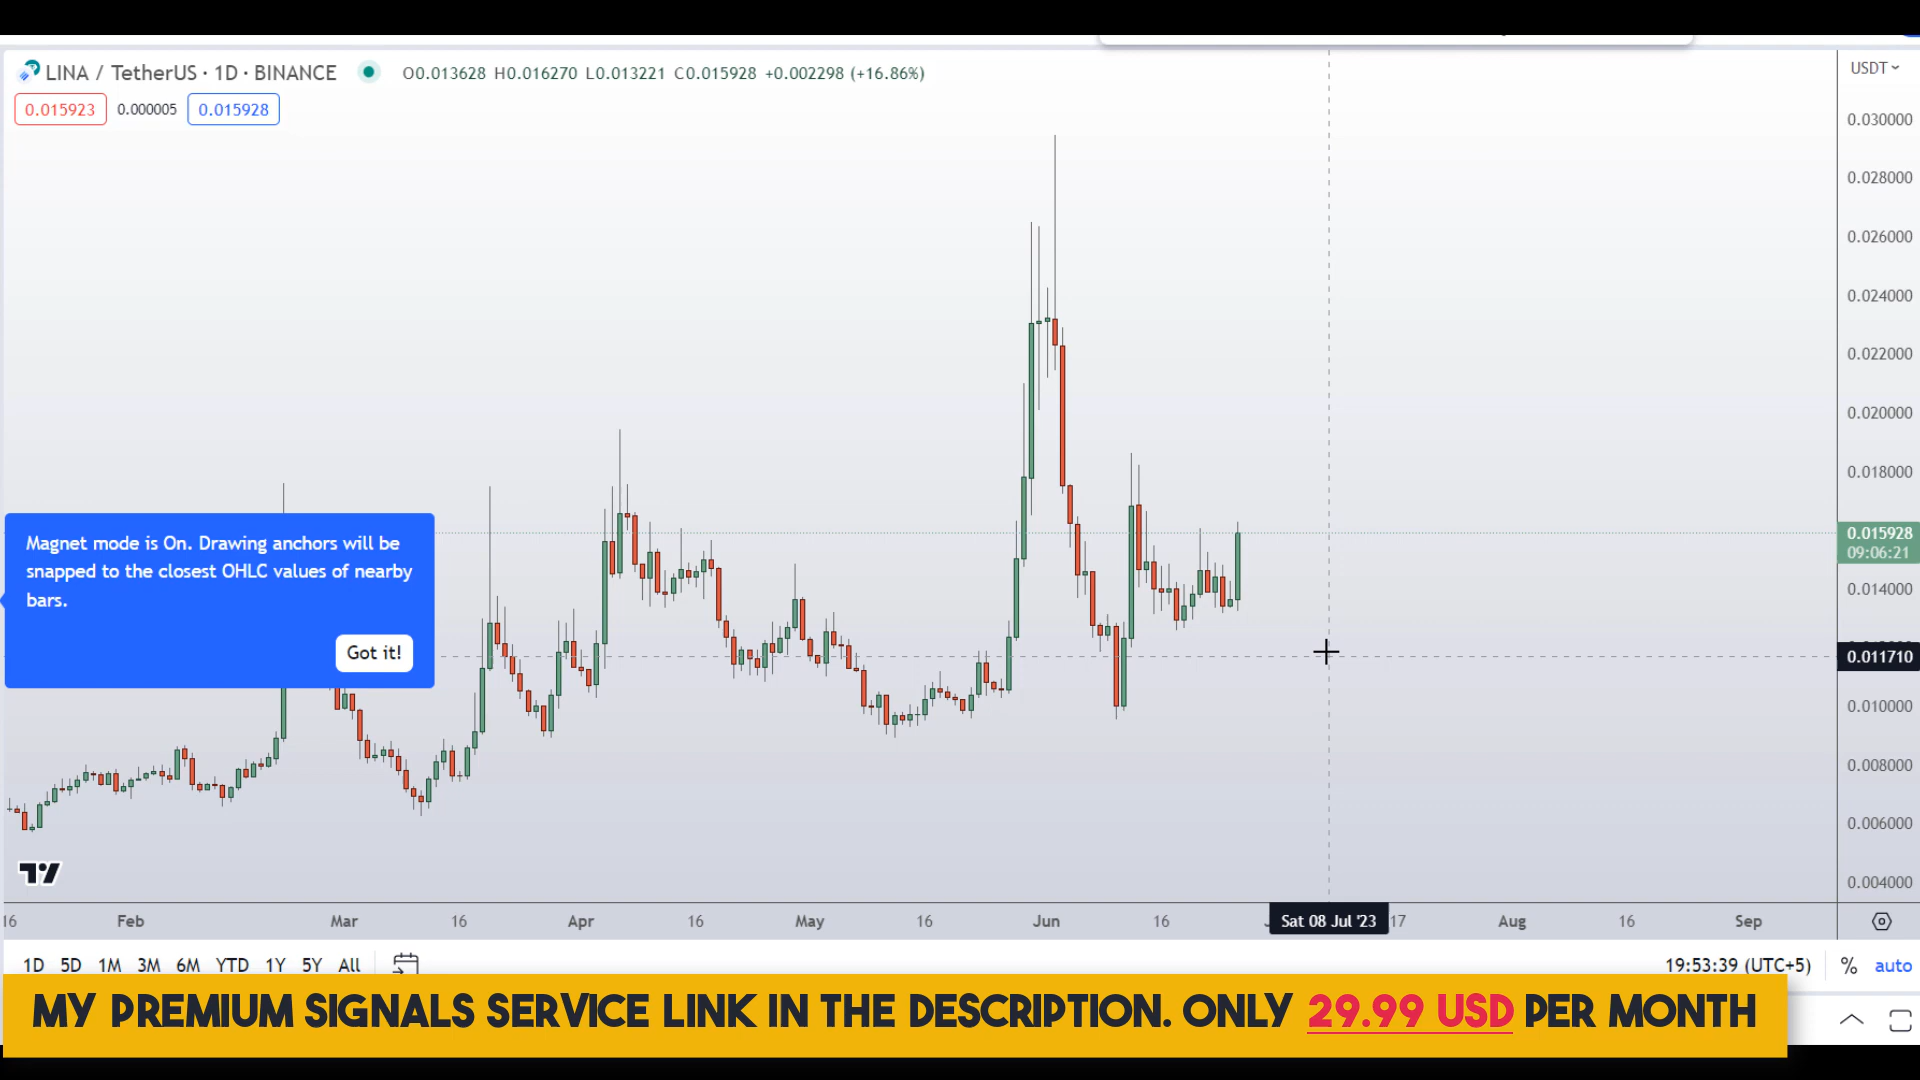 LINA / TetherUS · 1D · BINANCE O0.013628 H0.016270 L0.013221 C0.015928 +0.002298 (+16.86%)
USDT
0.015923 0.000005 0.015928
0.030000
0.028000
0.026000
0.024000
0.022000
0.020000
0.018000
0.015928
09:06:21
0.014000
0.011710
0.010000
0.008000
0.006000
0.004000
Magnet mode is On. Drawing anchors will be
snapped to the closest OHLC values of nearby
bars.
Got it!
16 Feb Mar 16 Apr 16 May 16 Jun 16 Sat 08 Jul '23 17 Aug 16 Sep
1D 5D 1M 3M 6M YTD 1Y 5Y All 19:53:39 (UTC+5) % auto
MY PREMIUM SIGNALS SERVICE LINK IN THE DESCRIPTION. ONLY 29.99 USD PER MONTH